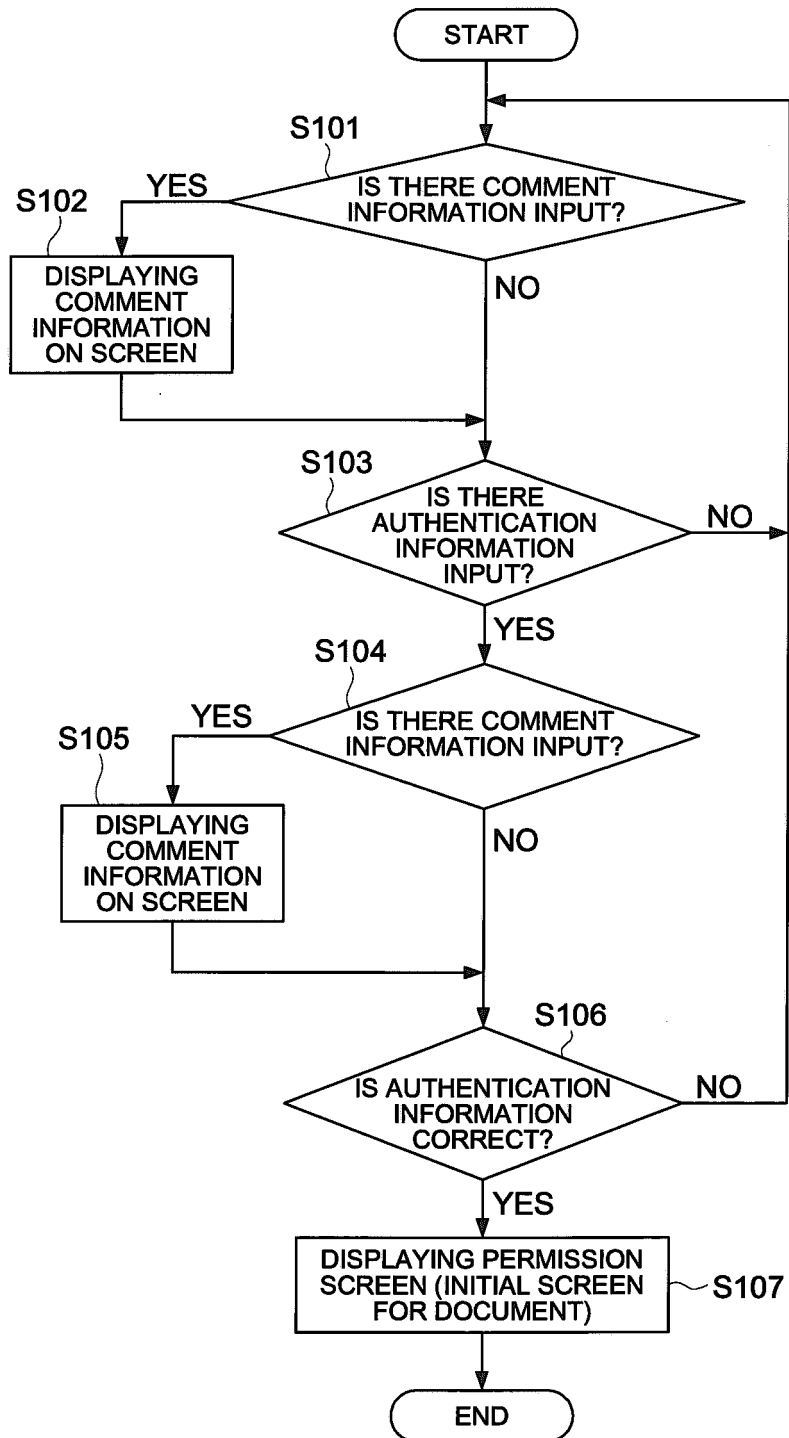 START
S101
IS THERE COMMENT
INFORMATION INPUT?
YES
S102
DISPLAYING
COMMENT
INFORMATION
ON SCREEN
NO
S103
IS THERE
AUTHENTICATION
INFORMATION
INPUT?
NO
YES
S104
IS THERE COMMENT
INFORMATION INPUT?
YES
S105
DISPLAYING
COMMENT
INFORMATION
ON SCREEN
NO
S106
IS AUTHENTICATION
INFORMATION
CORRECT?
NO
YES
DISPLAYING PERMISSION
SCREEN (INITIAL SCREEN
FOR DOCUMENT)
S107
END